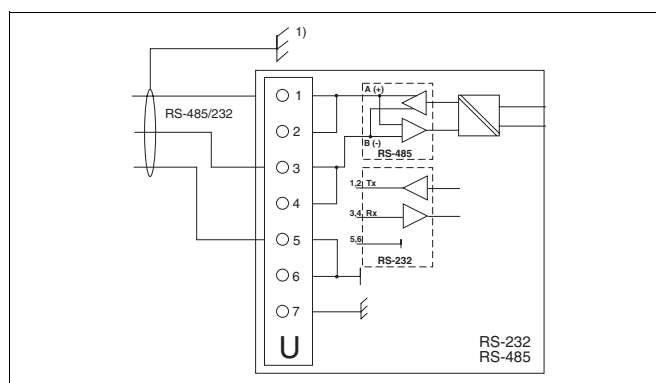 1)
RS-485/232
1
2
3
4
5
6
7
U
A (+)
B (-)
RS-485
1,2 Tx
3,4 Rx
5,6
RS-232
RS-232
RS-485